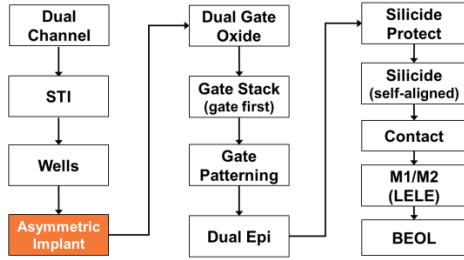 Dual
Channel
STI
Wells
Asymmetric
Implant
Dual Gate
Oxide
Gate Stack
(gate first)
Gate
Patterning
Dual Epi
Silicide
Protect
Silicide
(self-aligned)
Contact
M1/M2
(LELE)
BEOL